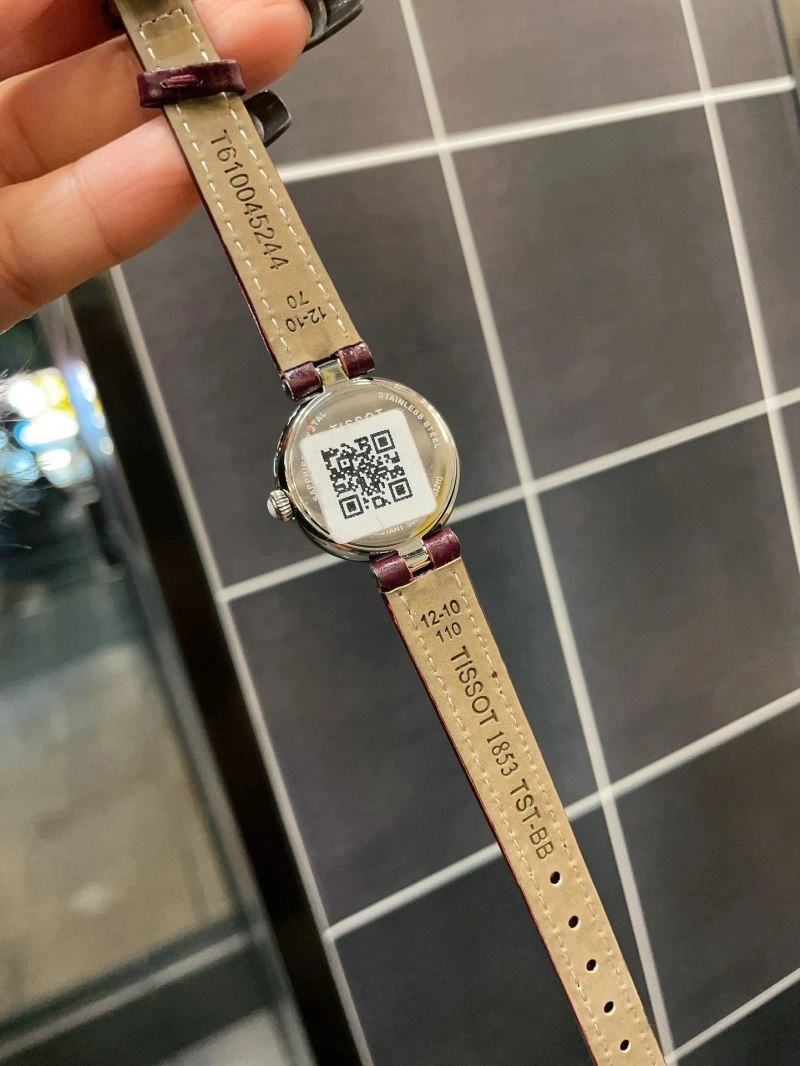 T610045244
12-10
70
TISSOT
STAINLESS STEEL
12-10
110
TISSOT 1853 TST-BB